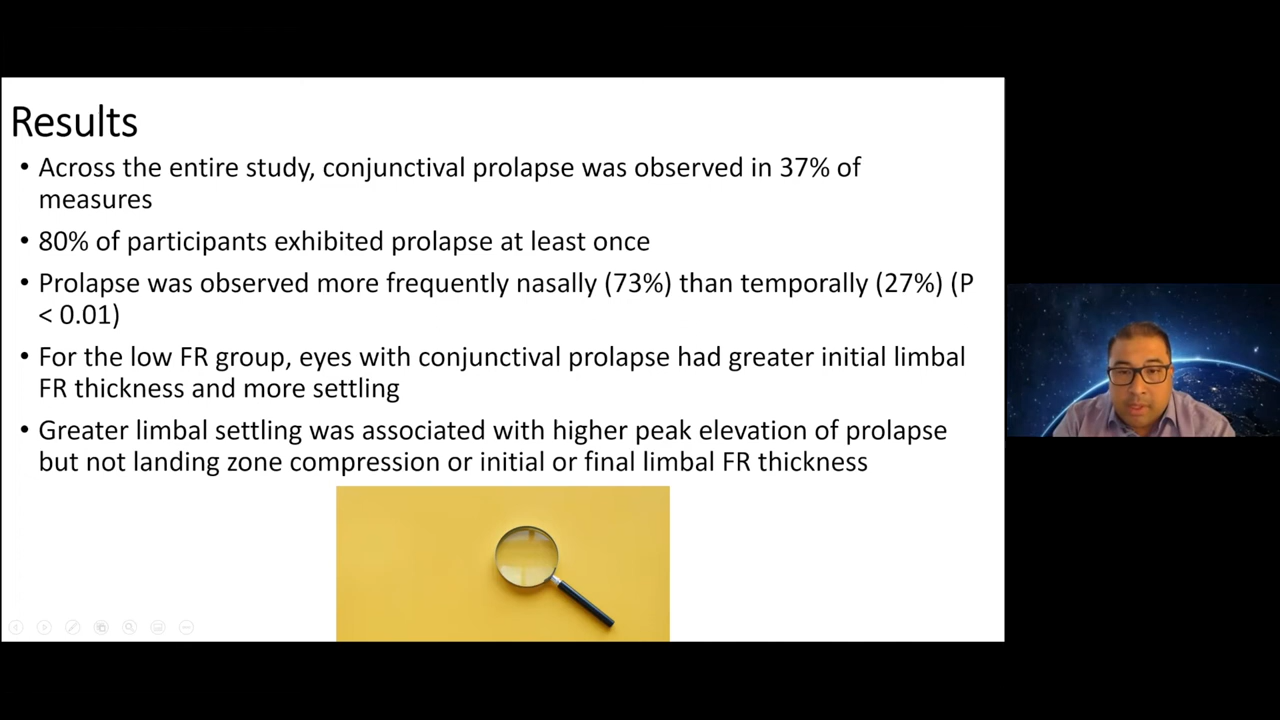 Results
• Across the entire study, conjunctival prolapse was observed in 37% of
measures
• 80% of participants exhibited prolapse at least once
• Prolapse was observed more frequently nasally (73%) than temporally (27%) (P
< 0.01)
• For the low FR group, eyes with conjunctival prolapse had greater initial limbal
FR thickness and more settling
• Greater limbal settling was associated with higher peak elevation of prolapse
but not landing zone compression or initial or final limbal FR thickness